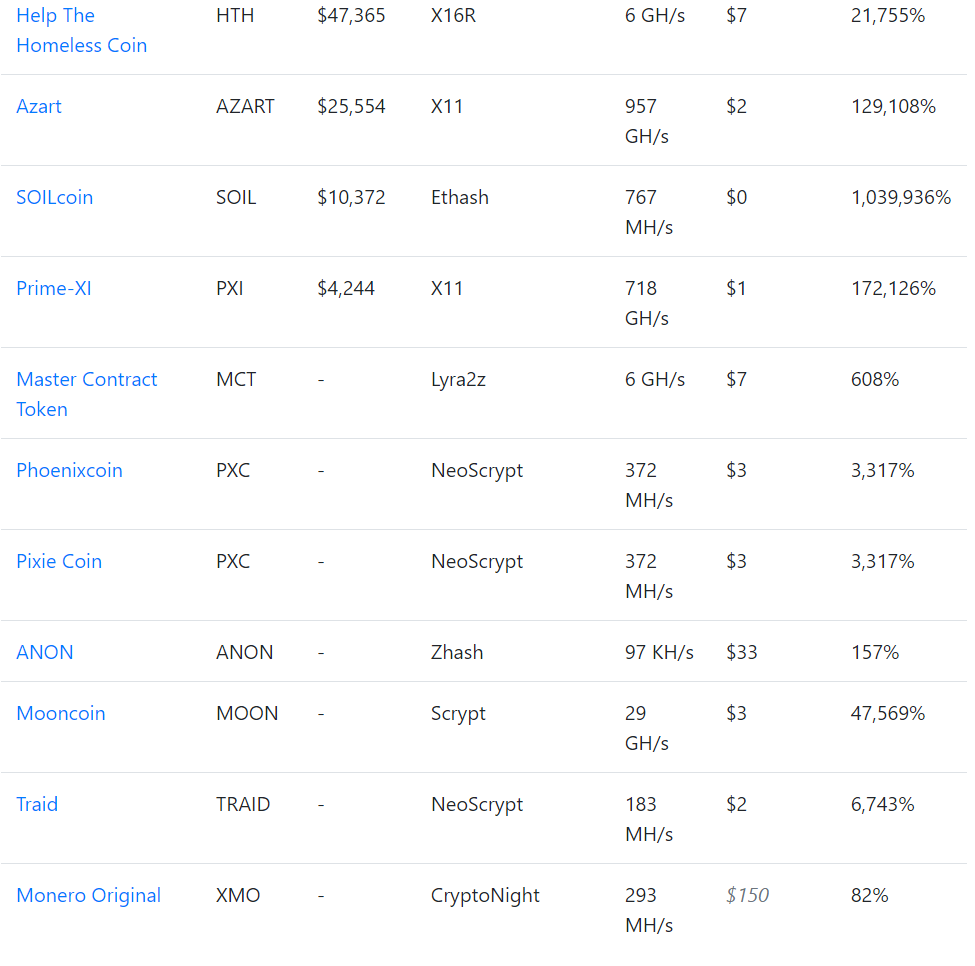 Help The HTH $47,365 X16R 6 GH/s $7 21,755%
Homeless Coin
Azart AZART $25,554 X11 957 $2 129,108%
GH/s
SOILcoin SOIL $10,372 Ethash 767 $0 1,039,936%
MH/s
Prime-XI PXI $4,244 X11 718 $1 172,126%
GH/s
Master Contract MCT - Lyra2z 6 GH/s $7 608%
Token
Phoenixcoin PXC - NeoScrypt 372 $3 3,317%
MH/s
Pixie Coin PXC - NeoScrypt 372 $3 3,317%
MH/s
ANON ANON - Zhash 97 KH/s $33 157%
Mooncoin MOON - Scrypt 29 $3 47,569%
GH/s
Traid TRAID - NeoScrypt 183 $2 6,743%
MH/s
Monero Original XMO - CryptoNight 293 $150 82%
MH/s